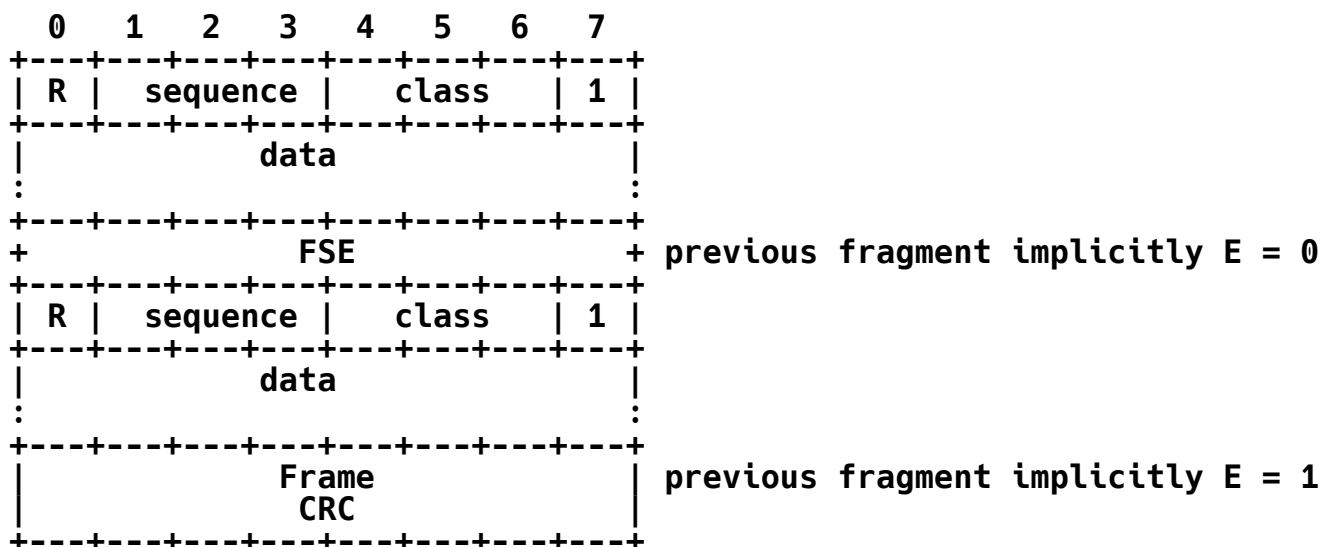 0 1 2 3 4 5 6 7
+---+---+---+---+---+---+---+---+
| R | sequence | class | 1 |
+---+---+---+---+---+---+---+---+
| data |
: :
+---+---+---+---+---+---+---+---+
+ FSE + previous fragment implicitly E = 0
+---+---+---+---+---+---+---+---+
| R | sequence | class | 1 |
+---+---+---+---+---+---+---+---+
| data |
: :
+---+---+---+---+---+---+---+---+
| Frame | previous fragment implicitly E = 1
| CRC |
+---+---+---+---+---+---+---+---+